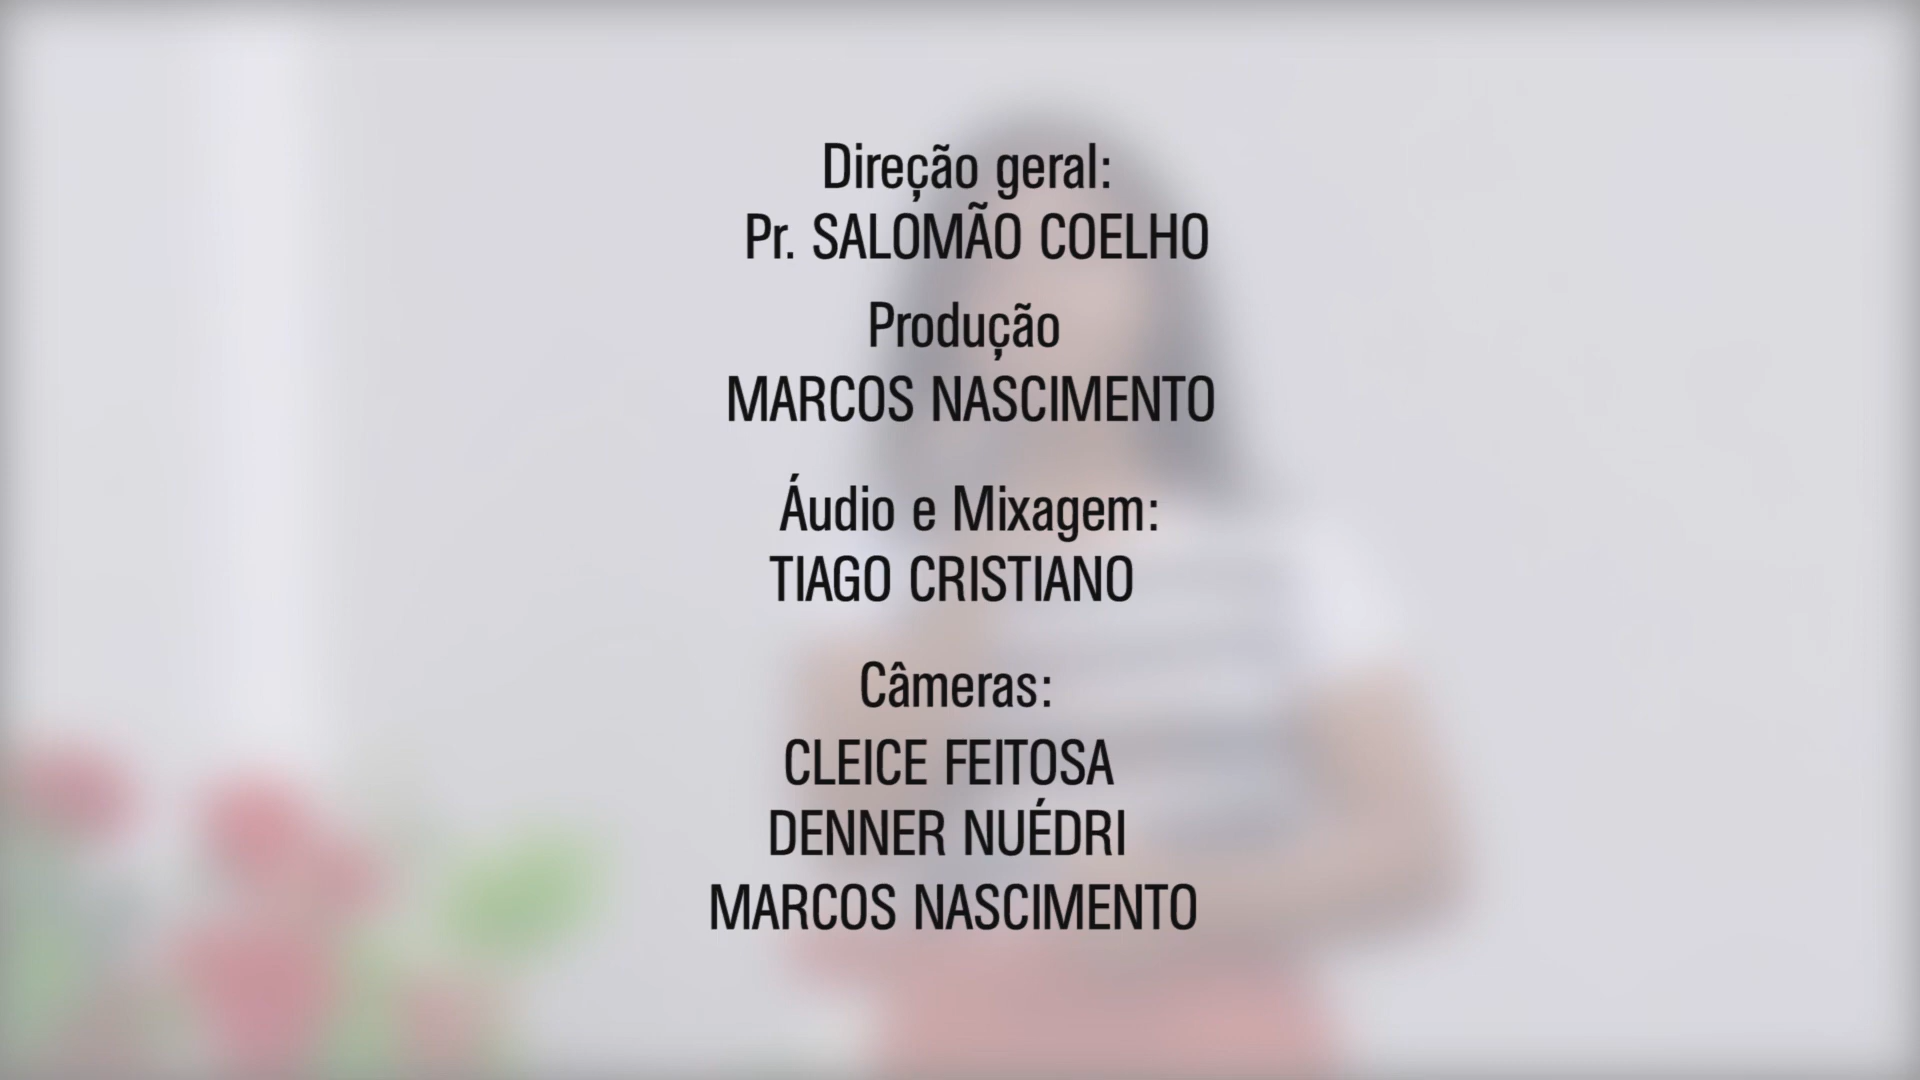 Direção geral:
Pr. SALOMÃO COELHO
Produção
MARCOS NASCIMENTO
Áudio e Mixagem:
TIAGO CRISTIANO
Câmeras:
CLEICE FEITOSA
DENNER NUÉDRI
MARCOS NASCIMENTO